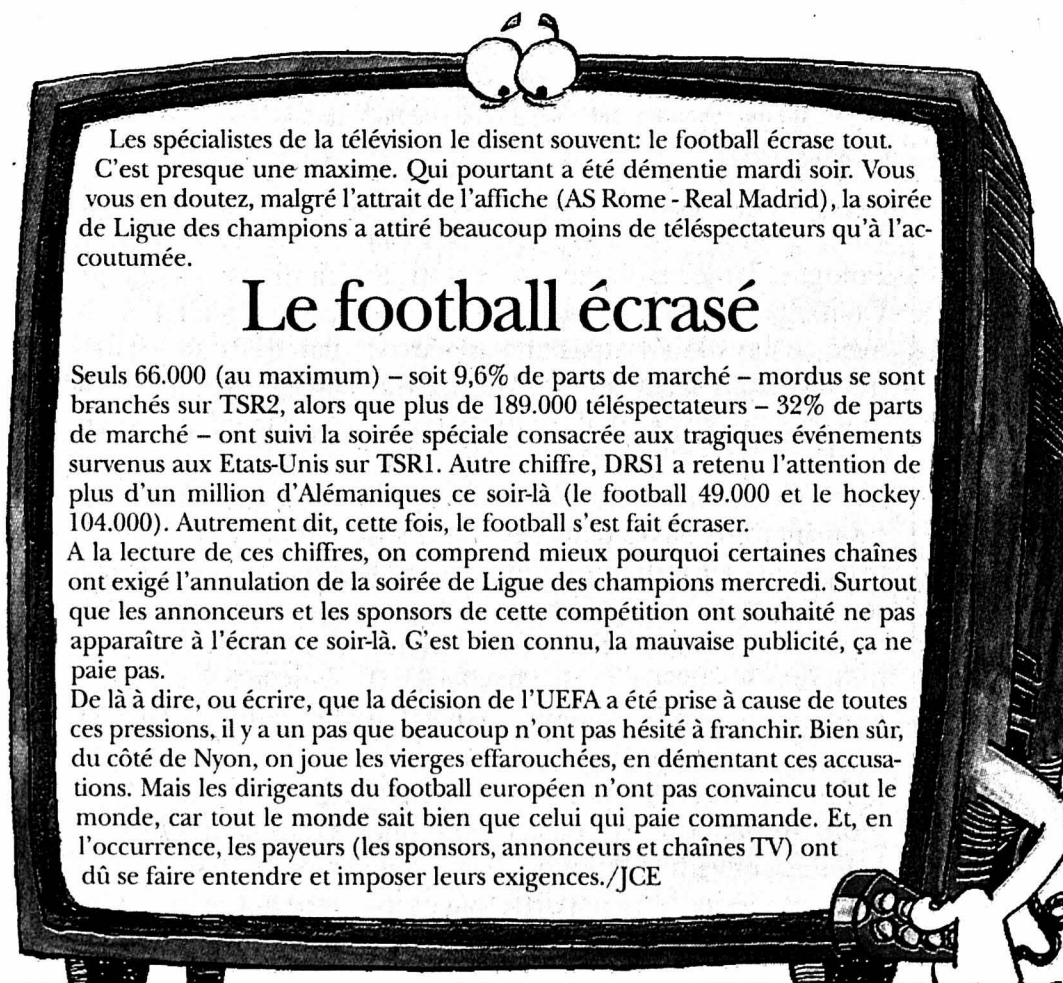 Les spécialistes de la télévision le disent souvent: le football écrase tout.
C'est presque une maxime. Qui pourtant a été démentie mardi soir. Vous
vous en doutez, malgré l'attrait de l'affiche (AS Rome - Real Madrid), la soirée
de Ligue des champions a attiré beaucoup moins de téléspectateurs qu'à l'ac-
coutumée.
Le football écrasé
Seuls 66.000 (au maximum) – soit 9,6% de parts de marché – mordus se sont
branchés sur TSR2, alors que plus de 189.000 téléspectateurs – 32% de parts
de marché – ont suivi la soirée spéciale consacrée aux tragiques événements
survenus aux Etats-Unis sur TSR1. Autre chiffre, DRS1 a retenu l'attention de
plus d'un million d'Alémaniques ce soir-là (le football 49.000 et le hockey
104.000). Autrement dit, cette fois, le football s'est fait écraser.
A la lecture de ces chiffres, on comprend mieux pourquoi certaines chaînes
ont exigé l'annulation de la soirée de Ligue des champions mercredi. Surtout
que les annonceurs et les sponsors de cette compétition ont souhaité ne pas
apparaître à l'écran ce soir-là. C'est bien connu, la mauvaise publicité, ça ne
paie pas.
De là à dire, ou écrire, que la décision de l'UEFA a été prise à cause de toutes
ces pressions, il y a un pas que beaucoup n'ont pas hésité à franchir. Bien sûr,
du côté de Nyon, on joue les vierges effarouchées, en démentant ces accusa-
tions. Mais les dirigeants du football européen n'ont pas convaincu tout le
monde, car tout le monde sait bien que celui qui paie commande. Et, en
l'occurrence, les payeurs (les sponsors, annonceurs et chaînes TV) ont
dû se faire entendre et imposer leurs exigences./JCE